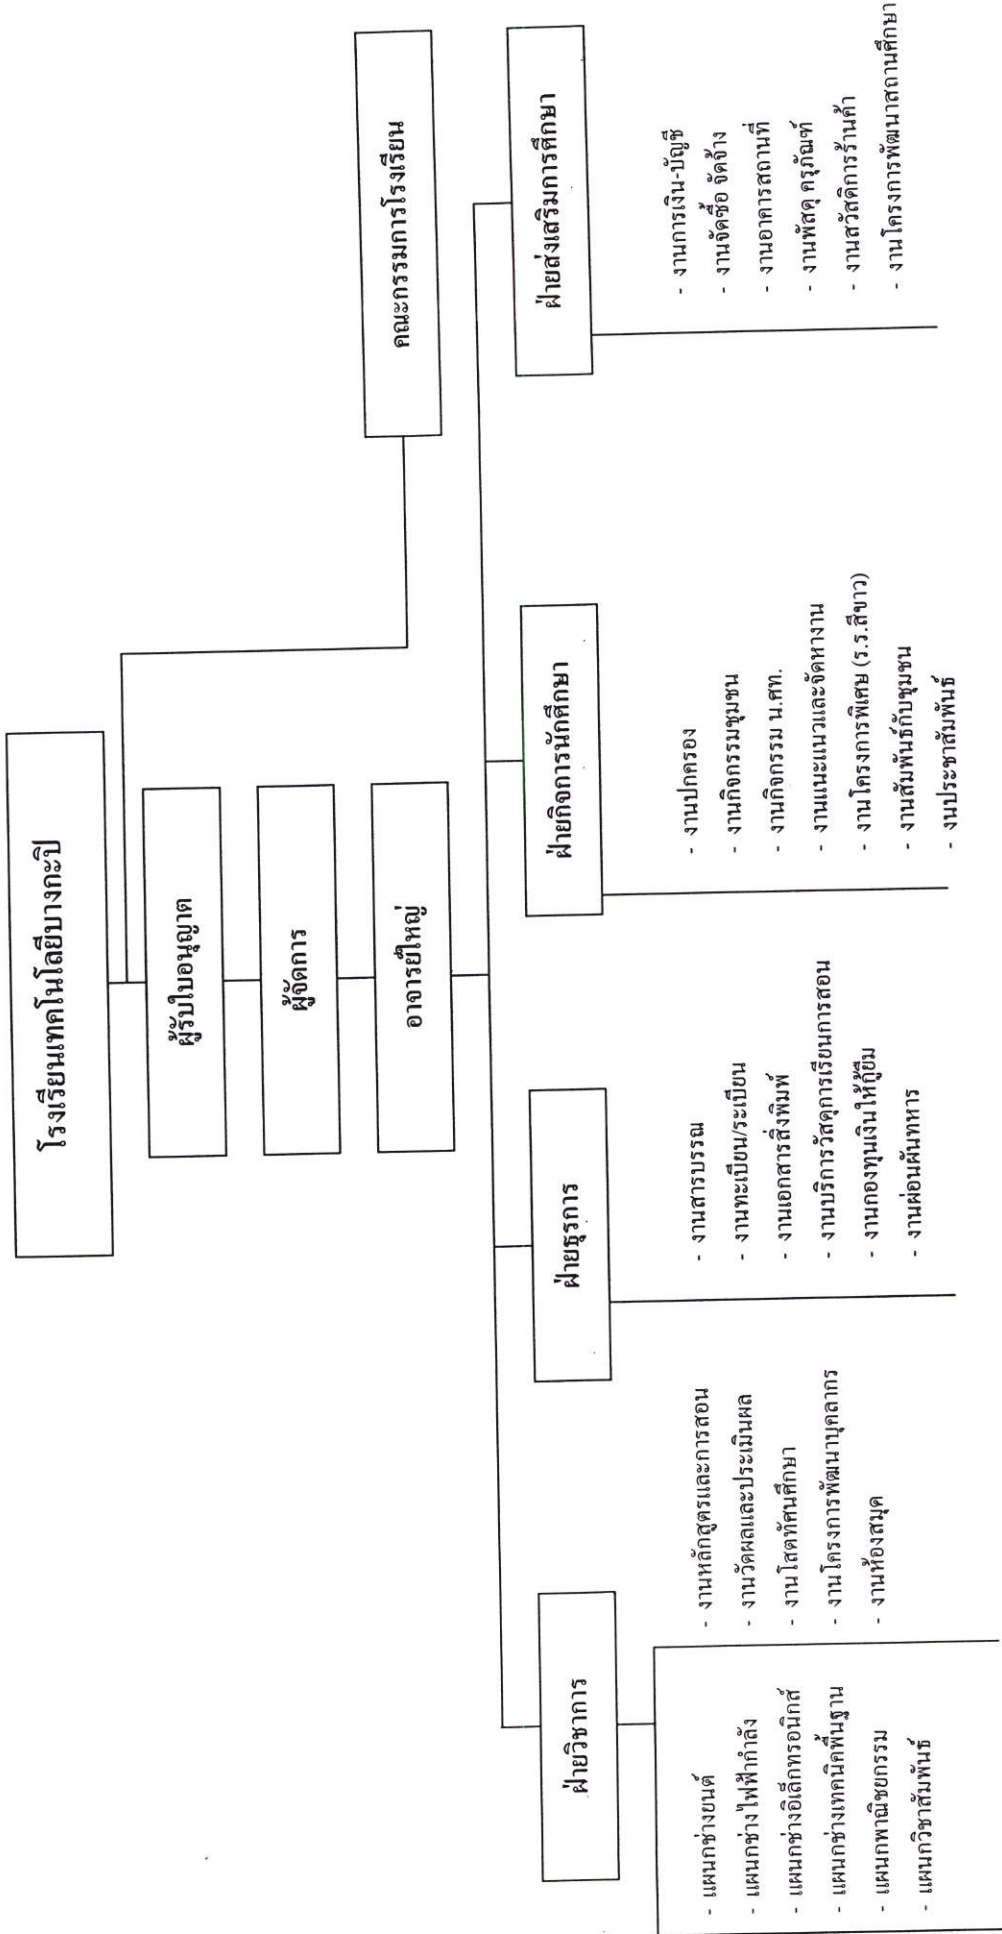 โรงเรียนเทคโนโลยีบางกะปิ
ผู้รับใบอนุญาต
คณะกรรมการโรงเรียน
ผู้จัดการ
อาจารย์ใหญ่
ฝ่ายวิชาการ
- แผนกช่างยนต์
- แผนกช่างไฟฟ้ากำลัง
- แผนกช่างอิเล็กทรอนิกส์
- แผนกช่างเทคนิคพื้นฐาน
- แผนกพาณิชยกรรม
- แผนกวิชาสัมพันธ์
- งานหลักสูตรและการสอน
- งานวัดผลและประเมินผล
- งานโสตทัศนศึกษา
- งานโครงการพัฒนาบุคลากร
- งานห้องสมุด
ฝ่ายธุรการ
- งานสารบรรณ
- งานทะเบียน/ระเบียน
- งานเอกสารสิ่งพิมพ์
- งานบริการวัสดุการเรียนการสอน
- งานกองทุนเงินให้กู้ยืม
- งานผ่อนผันทหาร
ฝ่ายกิจการนักศึกษา
- งานปกครอง
- งานกิจกรรมชุมชน
- งานกิจกรรม น.ศท.
- งานแนะแนวและจัดหางาน
- งานโครงการพิเศษ (ร.ร.สีขาว)
- งานสัมพันธ์กับชุมชน
- งนประชาสัมพันธ์
ฝ่ายส่งเสริมการศึกษา
- งานการเงิน-บัญชี
- งานจัดซื้อ จัดจ้าง
- งานอาคารสถานที่
- งานพัสดุ ครุภัณฑ์
- งานสวัสดิการร้านค้า
- งานโครงการพัฒนาสถานศึกษา